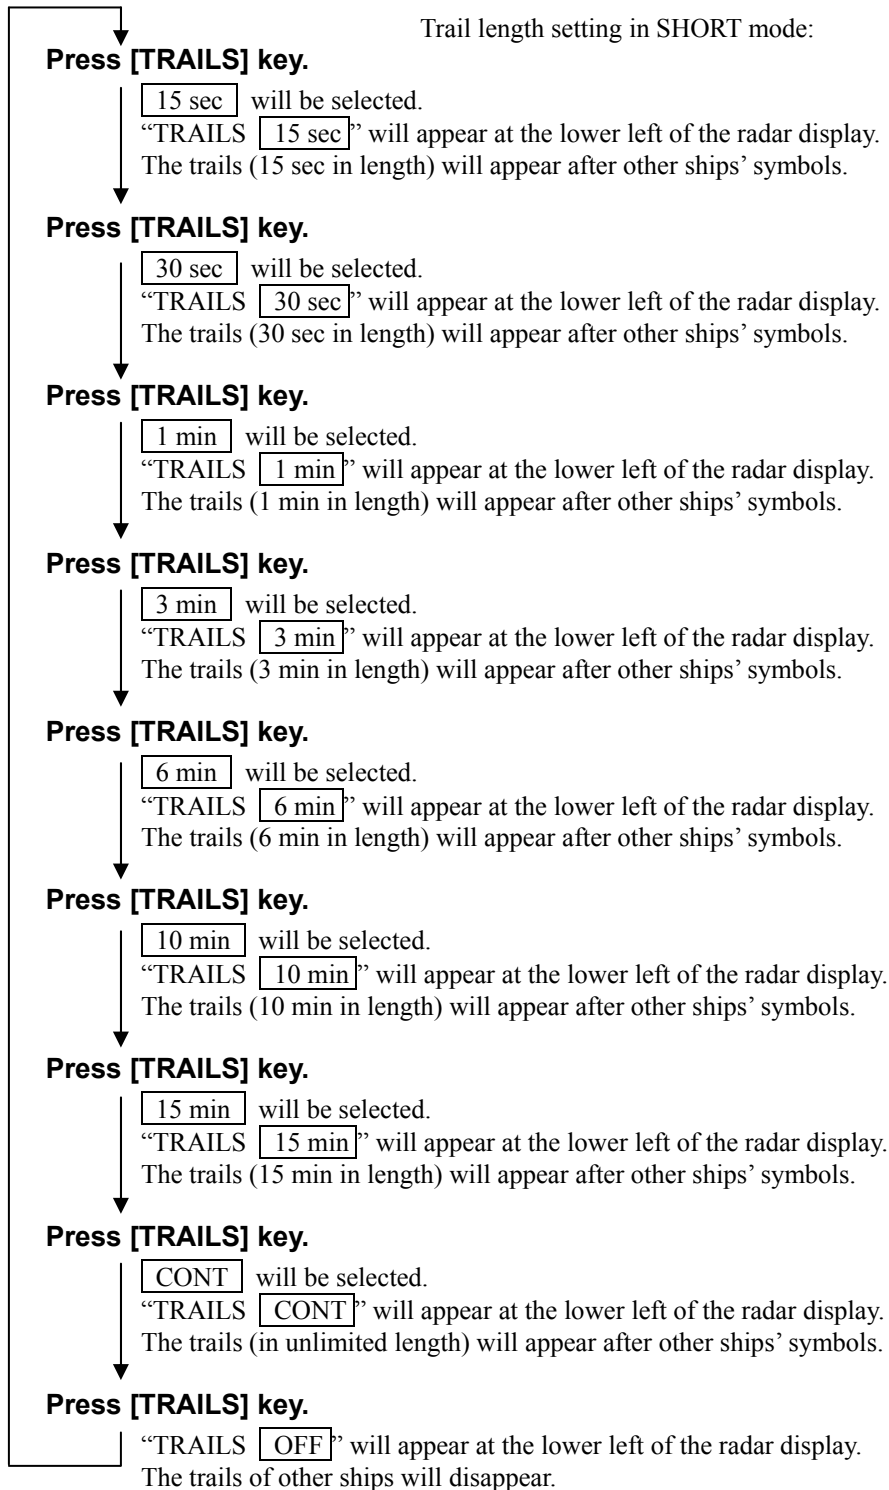 Trail length setting in SHORT mode:
Press [TRAILS] key.
15 sec will be selected.
“TRAILS 15 sec” will appear at the lower left of the radar display.
The trails (15 sec in length) will appear after other ships’ symbols.
Press [TRAILS] key.
30 sec will be selected.
“TRAILS 30 sec” will appear at the lower left of the radar display.
The trails (30 sec in length) will appear after other ships’ symbols.
Press [TRAILS] key.
1 min will be selected.
“TRAILS 1 min” will appear at the lower left of the radar display.
The trails (1 min in length) will appear after other ships’ symbols.
Press [TRAILS] key.
3 min will be selected.
“TRAILS 3 min” will appear at the lower left of the radar display.
The trails (3 min in length) will appear after other ships’ symbols.
Press [TRAILS] key.
6 min will be selected.
“TRAILS 6 min” will appear at the lower left of the radar display.
The trails (6 min in length) will appear after other ships’ symbols.
Press [TRAILS] key.
10 min will be selected.
“TRAILS 10 min” will appear at the lower left of the radar display.
The trails (10 min in length) will appear after other ships’ symbols.
Press [TRAILS] key.
15 min will be selected.
“TRAILS 15 min” will appear at the lower left of the radar display.
The trails (15 min in length) will appear after other ships’ symbols.
Press [TRAILS] key.
CONT will be selected.
“TRAILS CONT” will appear at the lower left of the radar display.
The trails (in unlimited length) will appear after other ships’ symbols.
Press [TRAILS] key.
“TRAILS OFF” will appear at the lower left of the radar display.
The trails of other ships will disappear.